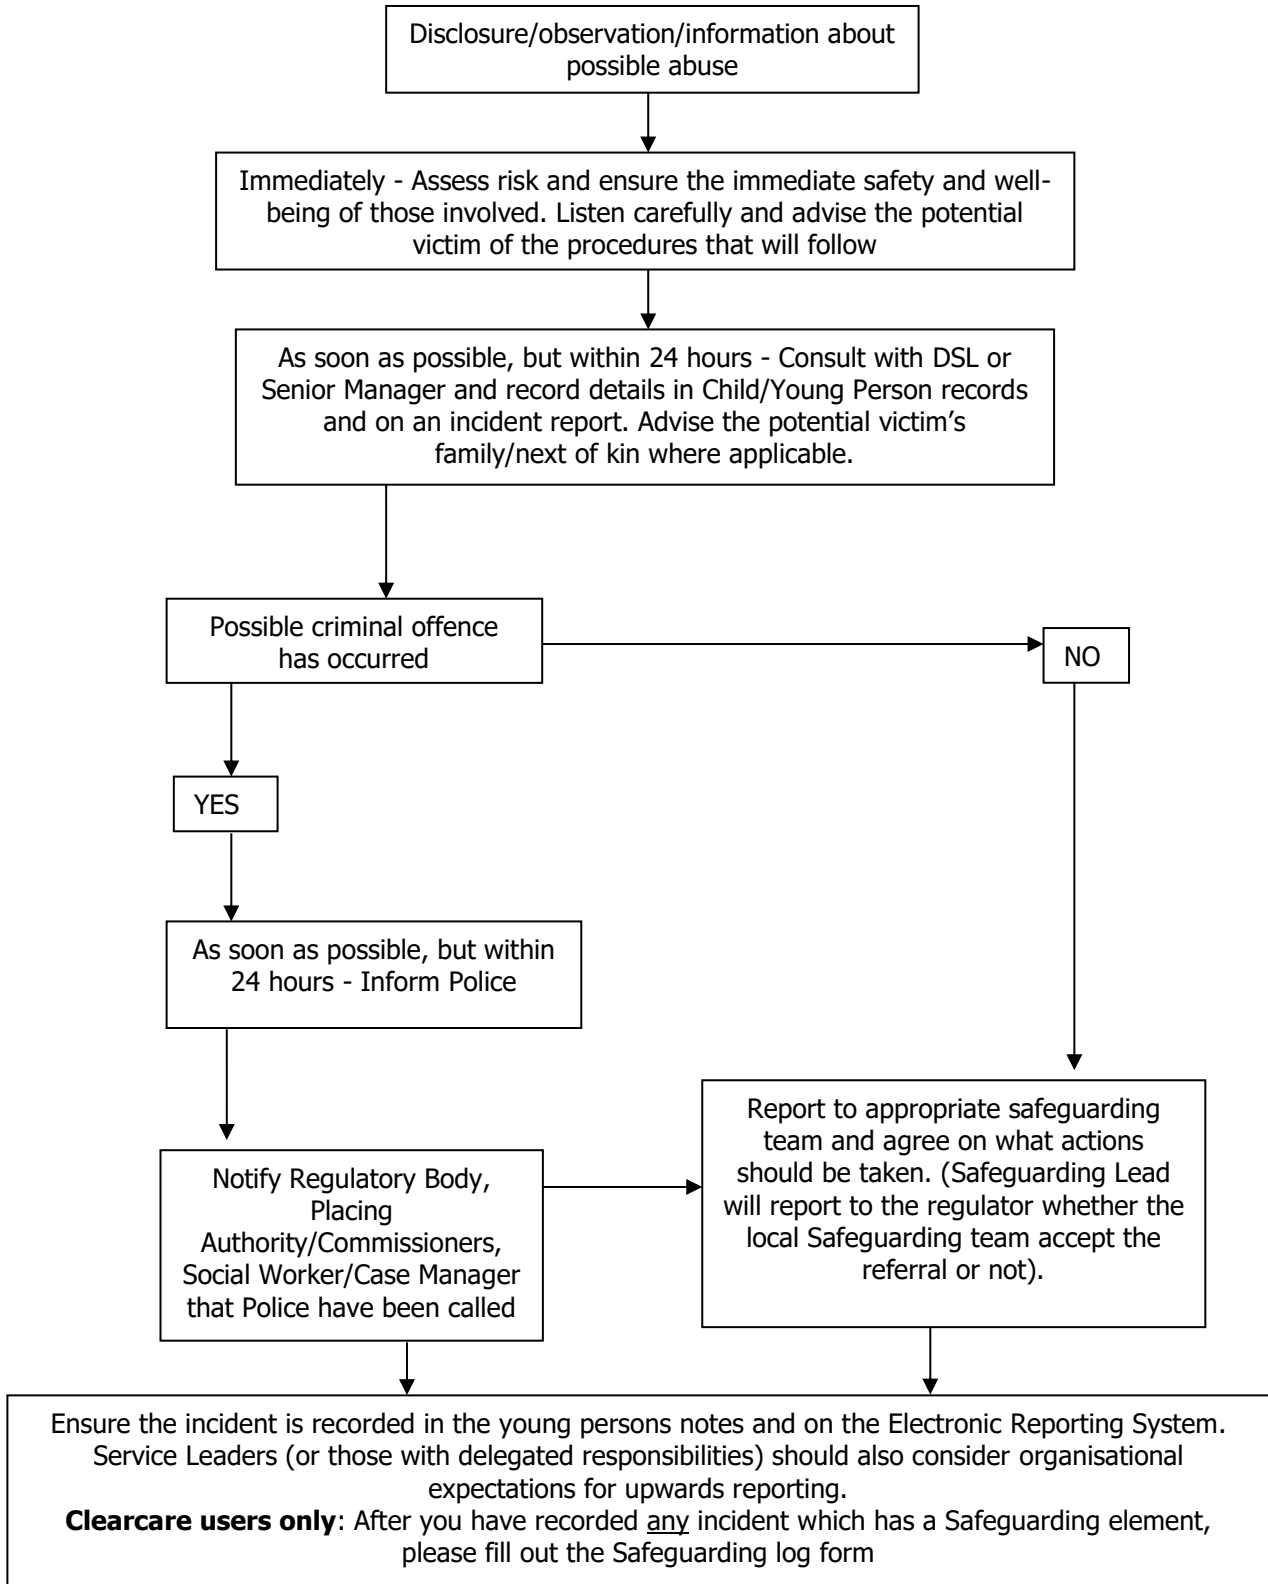 Disclosure/observation/information about
possible abuse
Immediately - Assess risk and ensure the immediate safety and well-
being of those involved. Listen carefully and advise the potential
victim of the procedures that will follow
As soon as possible, but within 24 hours - Consult with DSL or
Senior Manager and record details in Child/Young Person records
and on an incident report. Advise the potential victim’s
family/next of kin where applicable.
Possible criminal offence
has occurred
NO
YES
As soon as possible, but within
24 hours - Inform Police
Notify Regulatory Body,
Placing
Authority/Commissioners,
Social Worker/Case Manager
that Police have been called
Report to appropriate safeguarding
team and agree on what actions
should be taken. (Safeguarding Lead
will report to the regulator whether the
local Safeguarding team accept the
referral or not).
Ensure the incident is recorded in the young persons notes and on the Electronic Reporting System.
Service Leaders (or those with delegated responsibilities) should also consider organisational
expectations for upwards reporting.
Clearcare users only: After you have recorded any incident which has a Safeguarding element,
please fill out the Safeguarding log form